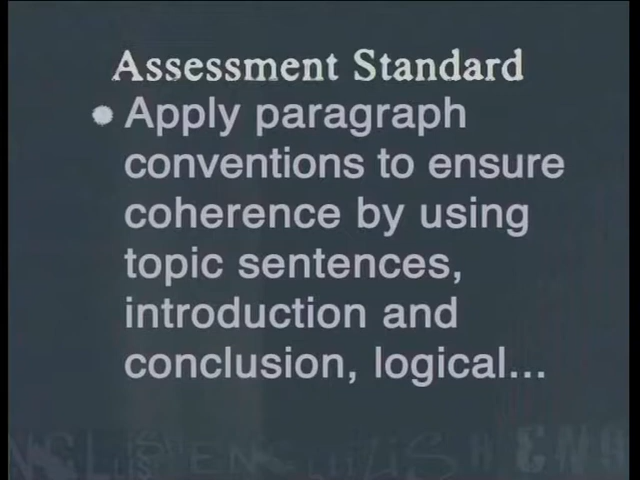 Assessment Standard
Apply paragraph
conventions to ensure
coherence by using
topic sentences,
introduction and
conclusion, logical...